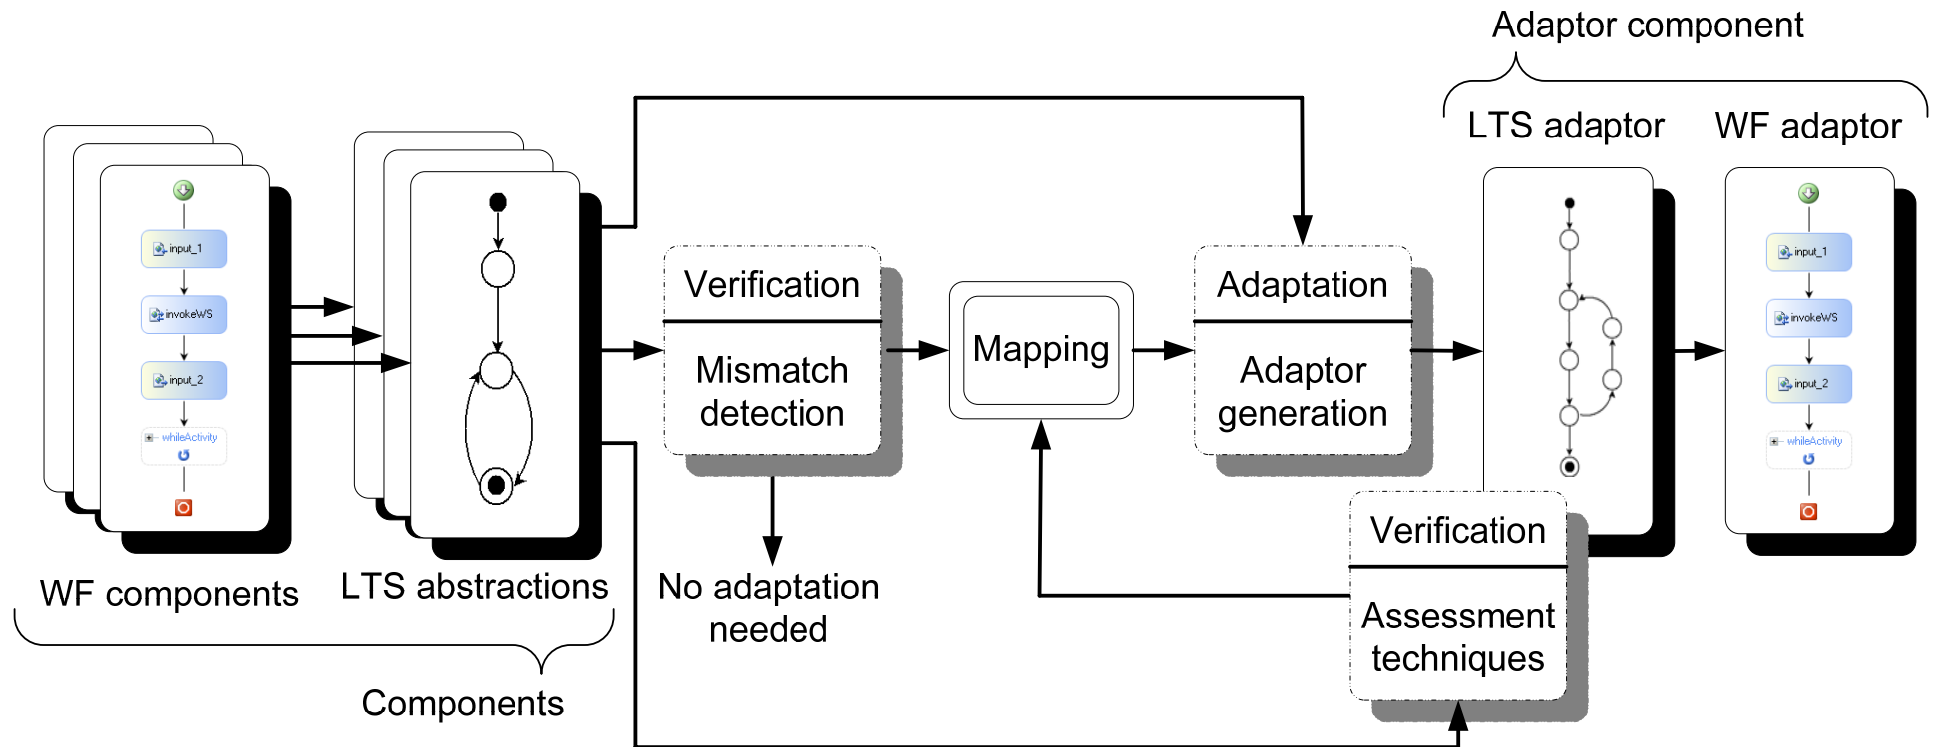 Adaptor component
LTS adaptor
WF adaptor
input_1
invokeWS
input_2
whileActivity
WF components
LTS abstractions
Components
Verification
Mismatch
detection
No adaptation
needed
Mapping
Adaptation
Adaptor
generation
Verification
Assessment
techniques
input_1
invokeWS
input_2
whileActivity